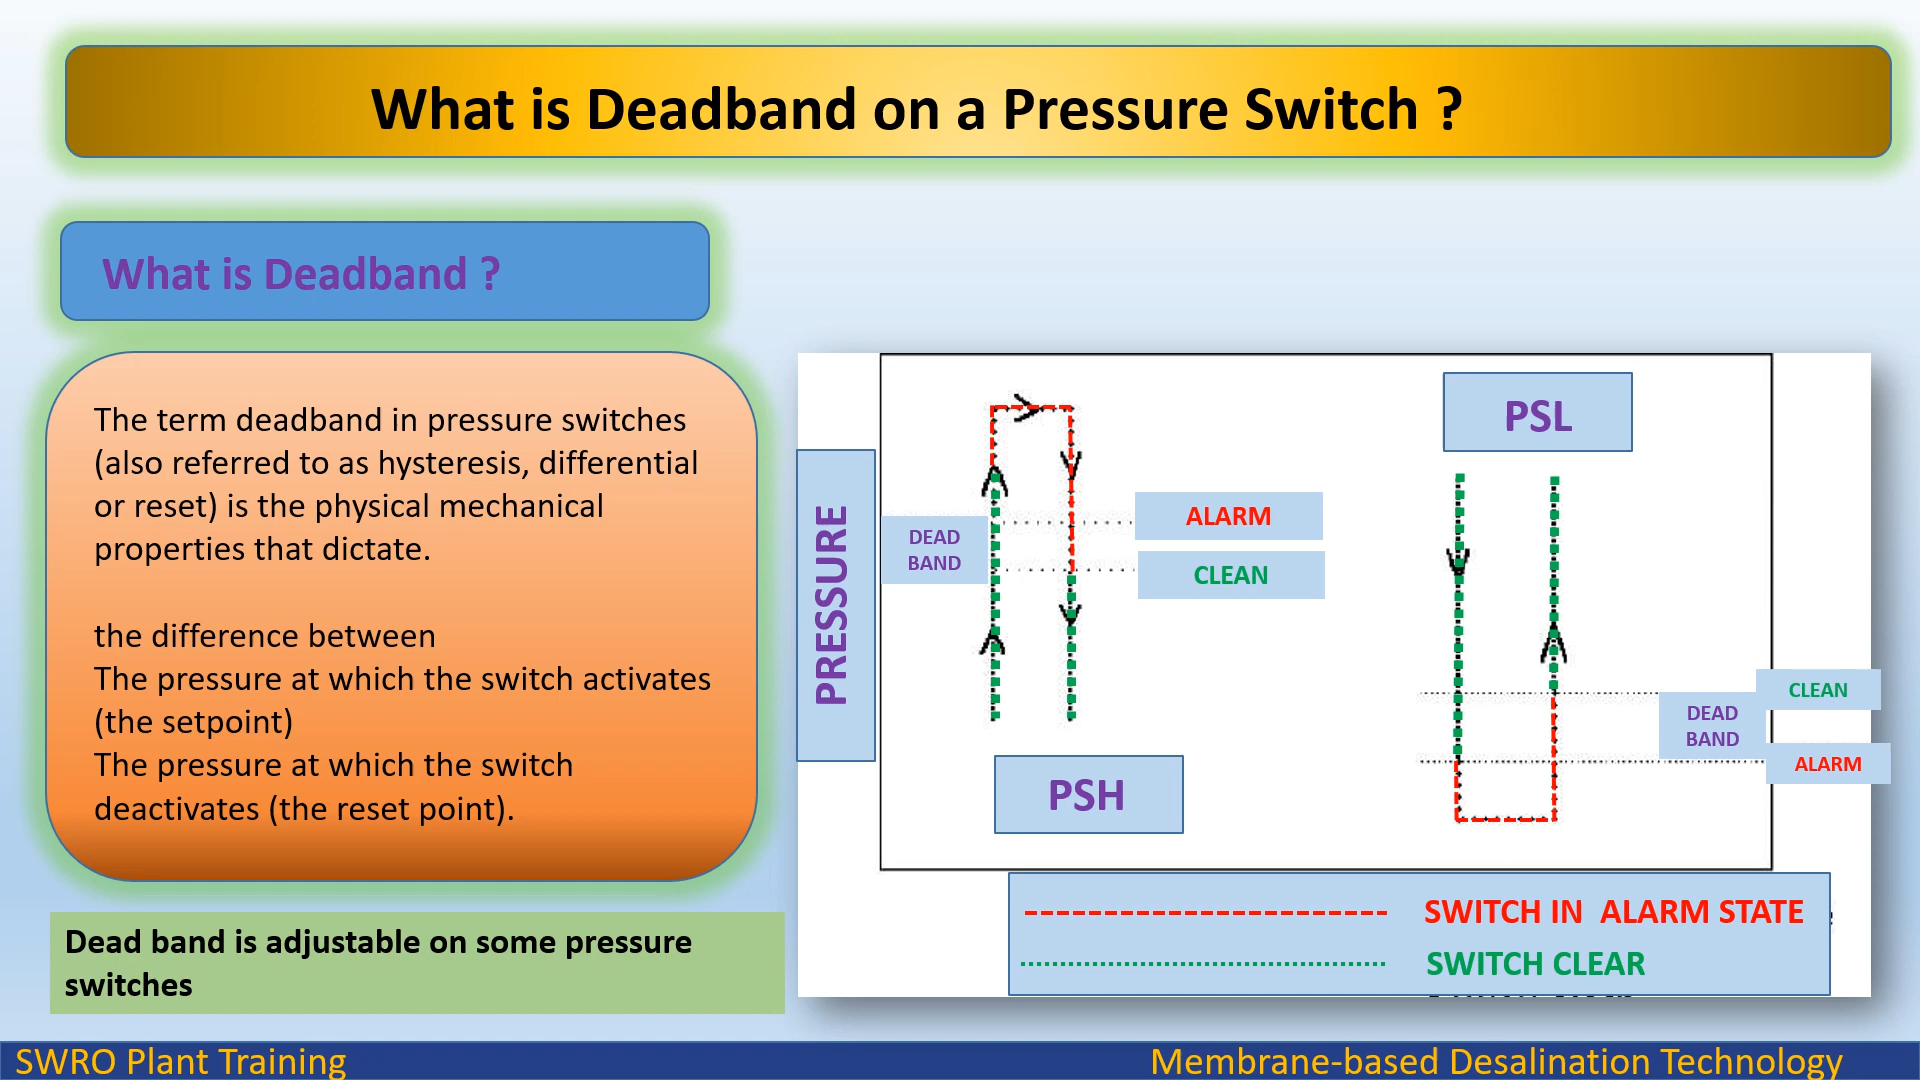 What is Deadband on a Pressure Switch ?
What is Deadband ?
The term deadband in pressure switches
(also referred to as hysteresis, differential
or reset) is the physical mechanical
properties that dictate.
the difference between
The pressure at which the switch activates
(the setpoint)
The pressure at which the switch
deactivates (the reset point).
Dead band is adjustable on some pressure
switches
PRESSURE
DEAD
BAND
ALARM
CLEAN
PSH
PSL
CLEAN
DEAD
BAND
ALARM
SWITCH IN  ALARM STATE
SWITCH CLEAR
SWRO Plant Training
Membrane-based Desalination Technology